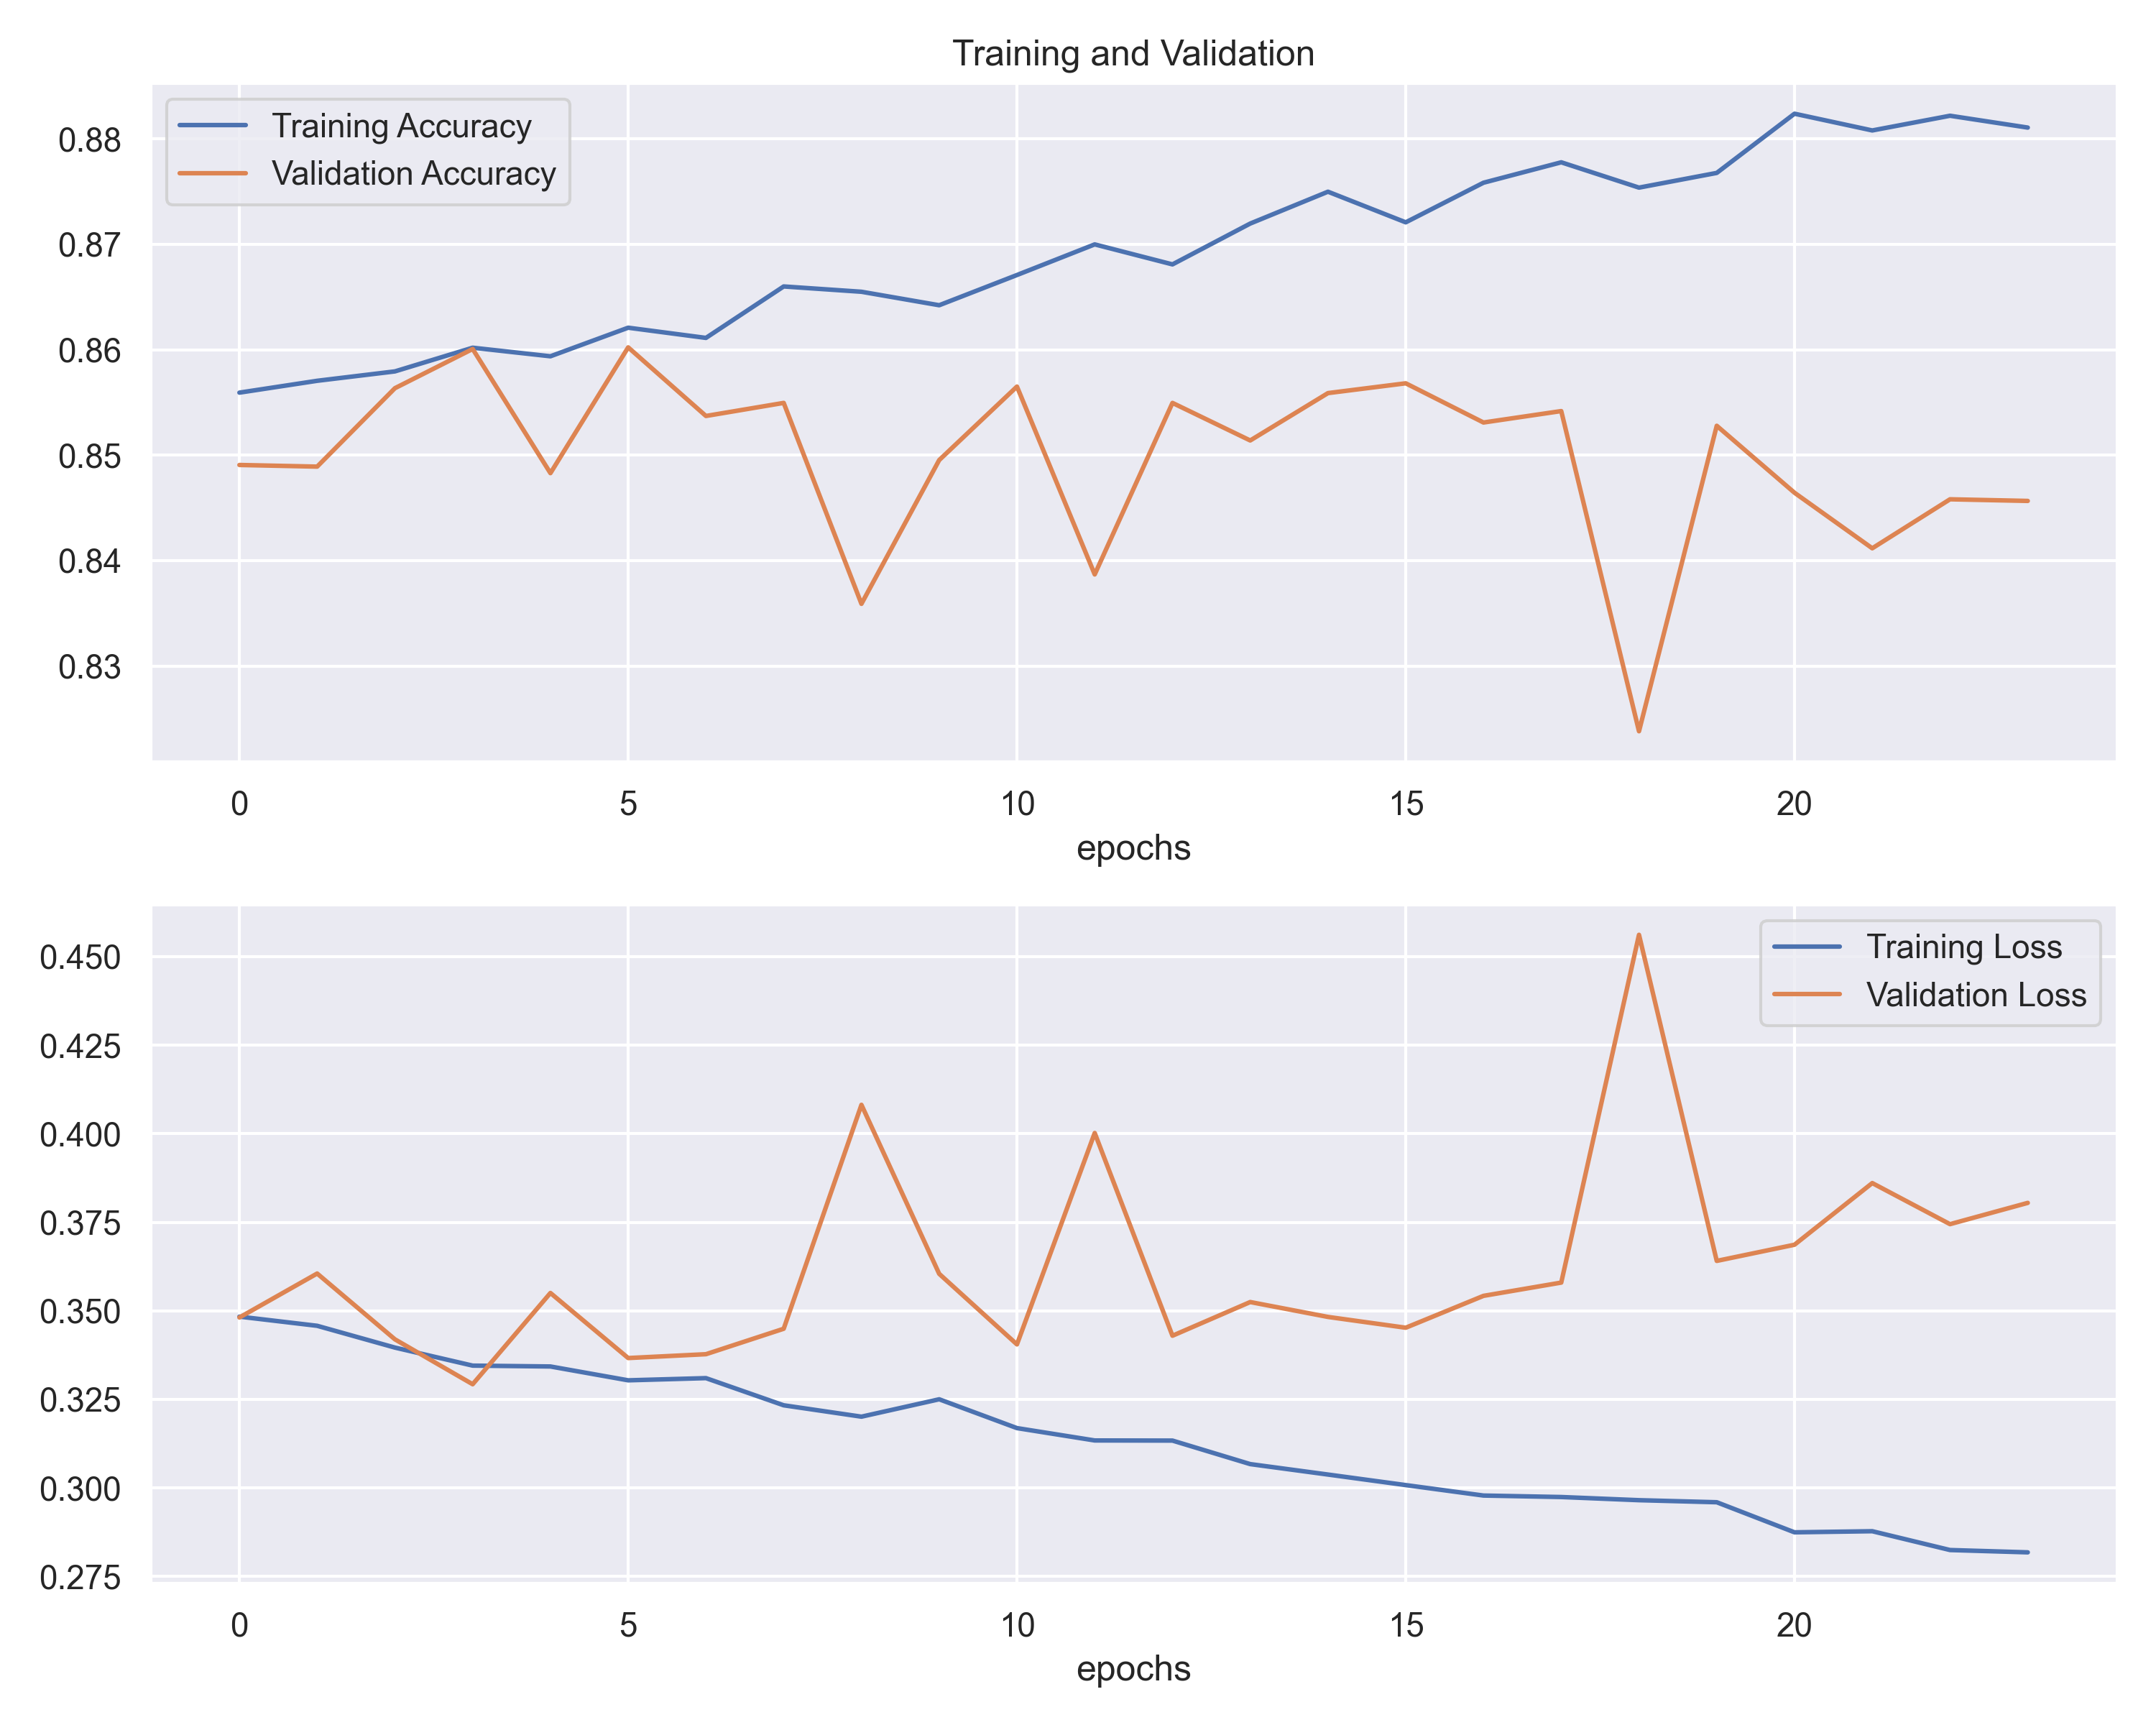 Training and Validation
Training Accuracy
Validation Accuracy
0.88
0.87
0.86
0.85
0.84
0.83
0 5 10 15 20
epochs
Training Loss
Validation Loss
0.450
0.425
0.400
0.375
0.350
0.325
0.300
0.275
0 5 10 15 20
epochs